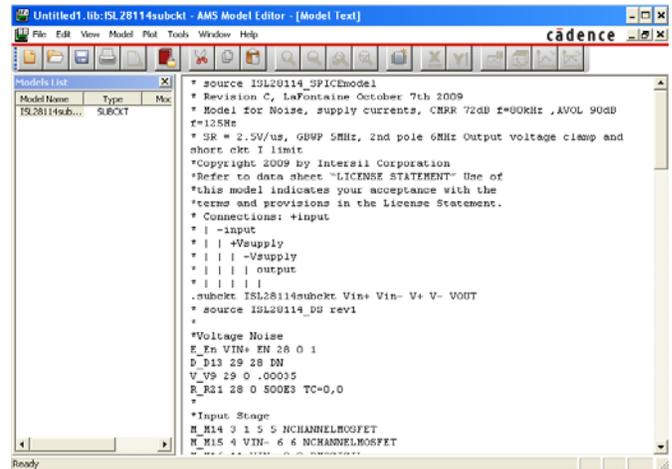 Untitled1.lib:ISL28114subckt - AMS Model Editor - [Model Text]
File Edit View Model Plot Tools Window Help
cādence
Models List
Model Name Type Moc
ISL28114sub... SUBCKT
* source ISL28114_SPICEmodel
* Revision C, LaFontaine October 7th 2009
* Model for Noise, supply currents, CMRR 72dB f=80kHz ,AVOL 90dB
f=125Hz
* SR = 2.5V/us, GBWP 5MHz, 2nd pole 6MHz Output voltage clamp and
short ckt I limit
*Copyright 2009 by Intersil Corporation
*Refer to data sheet "LICENSE STATEMENT" Use of
*this model indicates your acceptance with the
*terms and provisions in the License Statement.
* Connections: +input
* | -input
* | | +Vsupply
* | | | -Vsupply
* | | | | output
* | | | | |
.subckt ISL28114subckt Vin+ Vin- V+ V- VOUT
* source ISL28114_DS rev1
*
*Voltage Noise
E_En VIN+ EN 28 0 1
D_D13 29 28 DN
V_V9 29 0 .00035
R_R21 28 0 500E3 TC=0,0
*
*Input Stage
M_M14 3 1 5 5 NCHANNELMOSFET
M_M15 4 VIN- 6 6 NCHANNELMOSFET
Ready